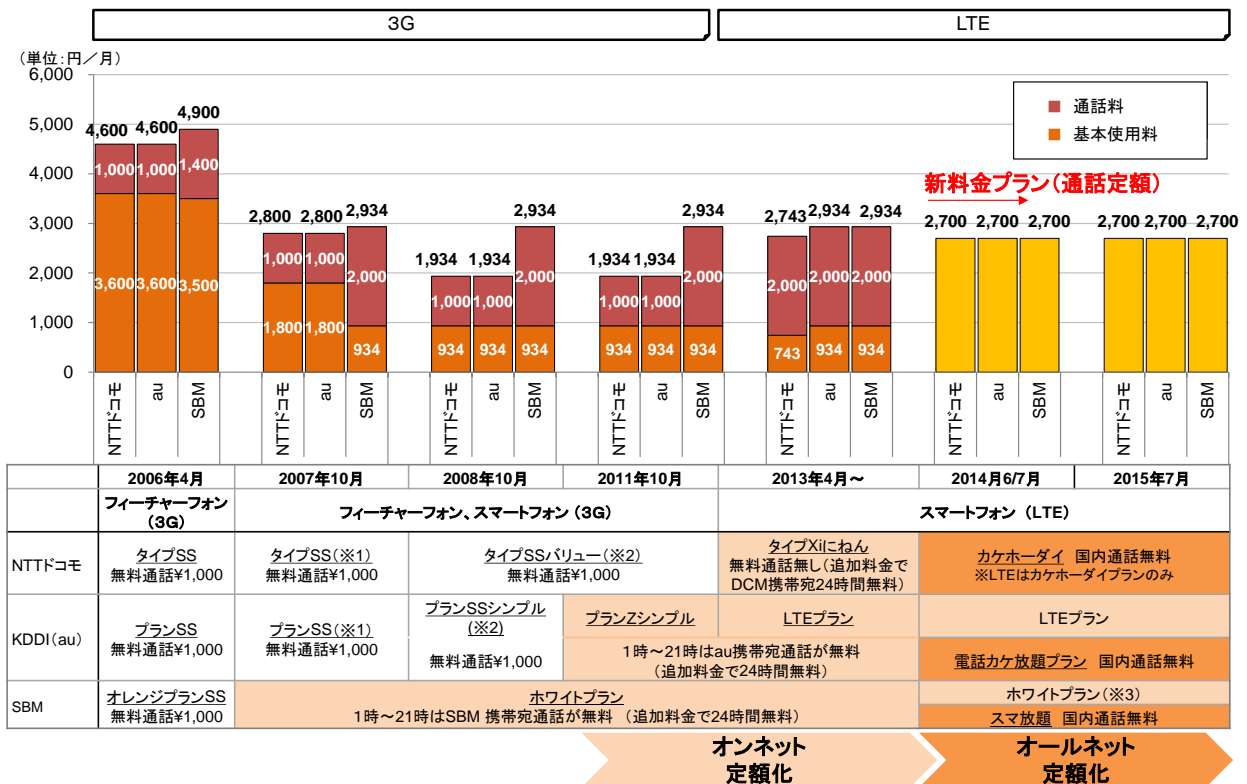 3G
LTE
（単位：円／月）
6,000
5,000
4,000
3,000
2,000
1,000
0
通話料
基本使用料
新料金プラン（通話定額）
4,600
4,600
4,900
1,000
1,000
1,400
3,600
3,600
3,500
2,800
2,800
2,934
1,000
1,000
2,000
1,800
1,800
934
1,934
1,934
2,934
1,000
1,000
2,000
934
934
934
1,934
1,934
2,934
1,000
1,000
2,000
934
934
934
2,743
2,934
2,934
2,000
2,000
2,000
743
934
934
2,700
2,700
2,700
2,700
2,700
2,700
NTTドコモ
au
SBM
NTTドコモ
au
SBM
NTTドコモ
au
SBM
NTTドコモ
au
SBM
NTTドコモ
au
SBM
NTTドコモ
au
SBM
NTTドコモ
au
SBM
2006年4月
2007年10月
2008年10月
2011年10月
2013年4月～
2014月6/7月
2015年7月
フィーチャーフォン
（3G）
フィーチャーフォン、スマートフォン（3G）
スマートフォン（LTE）
NTTドコモ
タイプSS
無料通話¥1,000
タイプSS（※1）
無料通話¥1,000
タイプSSバリュー（※2）
無料通話¥1,000
タイプXiにねん
無料通話無し（追加料金で
DCM携帯宛24時間無料）
カケホーダイ 国内通話無料
※LTEはカケホーダイプランのみ
KDDI（au）
プランSS
無料通話¥1,000
プランSS（※1）
無料通話¥1,000
プランSSシンプル
（※2）
無料通話¥1,000
プランZシンプル
LTEプラン
1時～21時はau携帯宛通話が無料
（追加料金で24時間無料）
LTEプラン
電話カケ放題プラン 国内通話無料
SBM
オレンジプランSS
無料通話¥1,000
ホワイトプラン
1時～21時はSBM 携帯宛通話が無料 （追加料金で24時間無料）
ホワイトプラン（※3）
スマ放題 国内通話無料
オンネット
定額化
オールネット
定額化